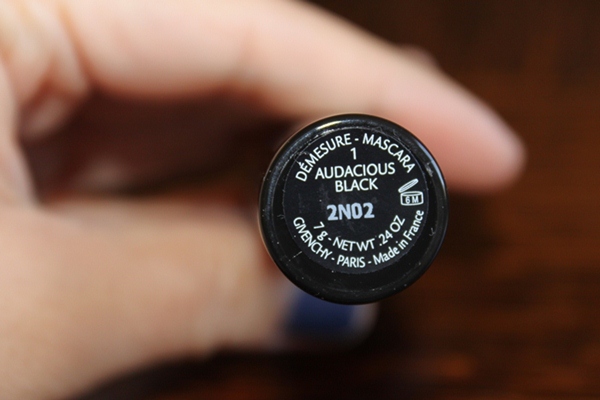 DÉMESURE - MASCARA
1
AUDACIOUS
BLACK
6 M
2N02
7 g - NET WT .24 OZ
GIVENCHY - PARIS - Made in France